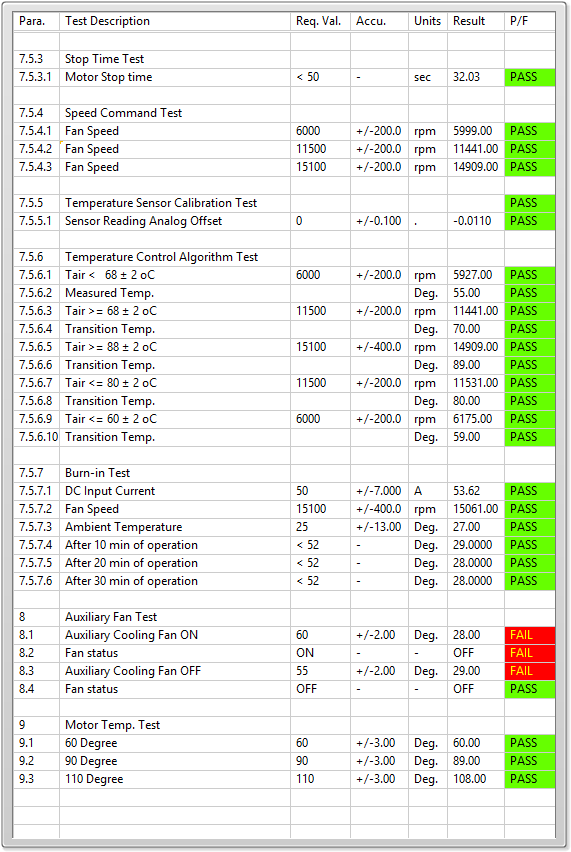 Para. Test Description Req. Val. Accu. Units Result P/F
7.5.3 Stop Time Test
7.5.3.1 Motor Stop time < 50 - sec 32.03 PASS
7.5.4 Speed Command Test
7.5.4.1 Fan Speed 6000 +/-200.0 rpm 5999.00 PASS
7.5.4.2 Fan Speed 11500 +/-200.0 rpm 11441.00 PASS
7.5.4.3 Fan Speed 15100 +/-200.0 rpm 14909.00 PASS
7.5.5 Temperature Sensor Calibration Test PASS
7.5.5.1 Sensor Reading Analog Offset 0 +/-0.100 . -0.0110 PASS
7.5.6 Temperature Control Algorithm Test
7.5.6.1 Tair < 68 ± 2 oC 6000 +/-200.0 rpm 5927.00 PASS
7.5.6.2 Measured Temp. Deg. 55.00 PASS
7.5.6.3 Tair >= 68 ± 2 oC 11500 +/-200.0 rpm 11441.00 PASS
7.5.6.4 Transition Temp. Deg. 70.00 PASS
7.5.6.5 Tair >= 88 ± 2 oC 15100 +/-400.0 rpm 14909.00 PASS
7.5.6.6 Transition Temp. Deg. 89.00 PASS
7.5.6.7 Tair <= 80 ± 2 oC 11500 +/-200.0 rpm 11531.00 PASS
7.5.6.8 Transition Temp. Deg. 80.00 PASS
7.5.6.9 Tair <= 60 ± 2 oC 6000 +/-200.0 rpm 6175.00 PASS
7.5.6.10 Transition Temp. Deg. 59.00 PASS
7.5.7 Burn-in Test
7.5.7.1 DC Input Current 50 +/-7.000 A 53.62 PASS
7.5.7.2 Fan Speed 15100 +/-400.0 rpm 15061.00 PASS
7.5.7.3 Ambient Temperature 25 +/-13.00 Deg. 27.00 PASS
7.5.7.4 After 10 min of operation < 52 - Deg. 29.0000 PASS
7.5.7.5 After 20 min of operation < 52 - Deg. 28.0000 PASS
7.5.7.6 After 30 min of operation < 52 - Deg. 28.0000 PASS
8 Auxiliary Fan Test
8.1 Auxiliary Cooling Fan ON 60 +/-2.00 Deg. 28.00 FAIL
8.2 Fan status ON - - OFF FAIL
8.3 Auxiliary Cooling Fan OFF 55 +/-2.00 Deg. 29.00 FAIL
8.4 Fan status OFF - - OFF PASS
9 Motor Temp. Test
9.1 60 Degree 60 +/-3.00 Deg. 60.00 PASS
9.2 90 Degree 90 +/-3.00 Deg. 89.00 PASS
9.3 110 Degree 110 +/-3.00 Deg. 108.00 PASS